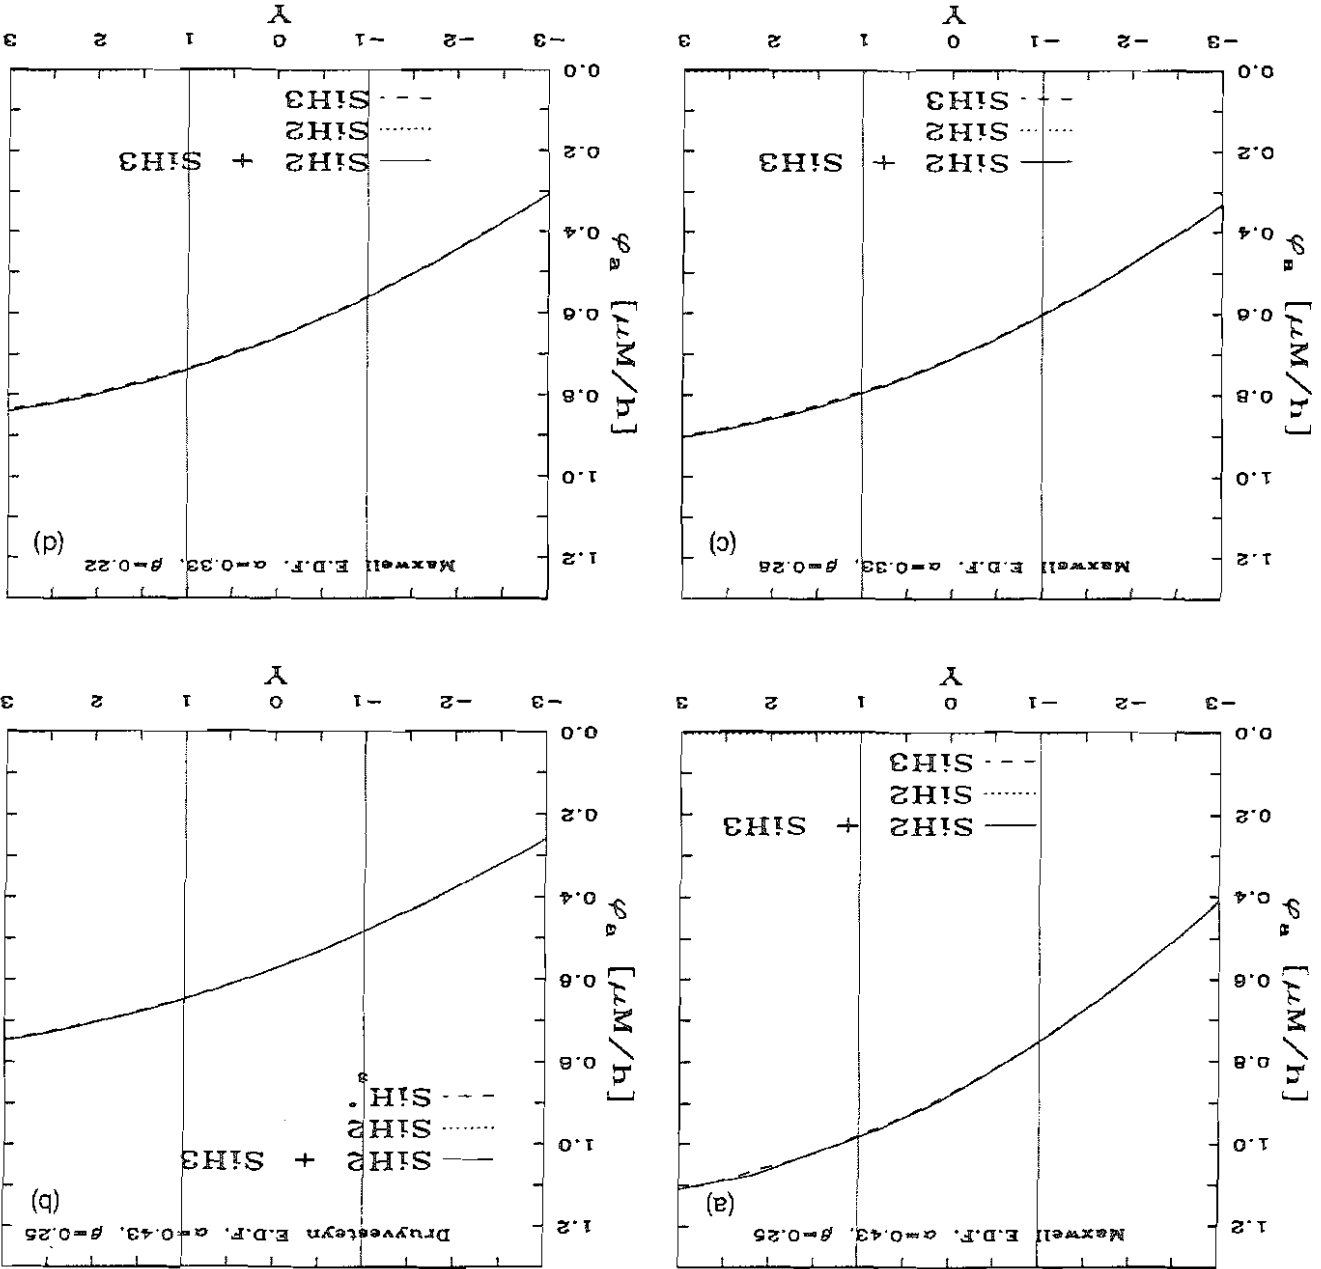 Maxwell E.D.F. α=0.43, β=0.25
(a)
φa [μM/h]
1.2
1.0
0.8
0.6
0.4
0.2
0.0
SiH2 + SiH3
SiH2
SiH3
-3 -2 -1 0 1 2 3
Y
Druyvesteyn E.D.F. α=0.43, β=0.25
(b)
φa [μM/h]
1.2
1.0
0.8
0.6
0.4
0.2
0.0
SiH2 + SiH3
SiH2
SiH3
-3 -2 -1 0 1 2 3
Y
Maxwell E.D.F. α=0.33, β=0.28
(c)
φa [μM/h]
1.2
1.0
0.8
0.6
0.4
0.2
0.0
SiH2 + SiH3
SiH2
SiH3
-3 -2 -1 0 1 2 3
Y
Maxwell E.D.F. α=0.33, β=0.22
(d)
φa [μM/h]
1.2
1.0
0.8
0.6
0.4
0.2
0.0
SiH2 + SiH3
SiH2
SiH3
-3 -2 -1 0 1 2 3
Y